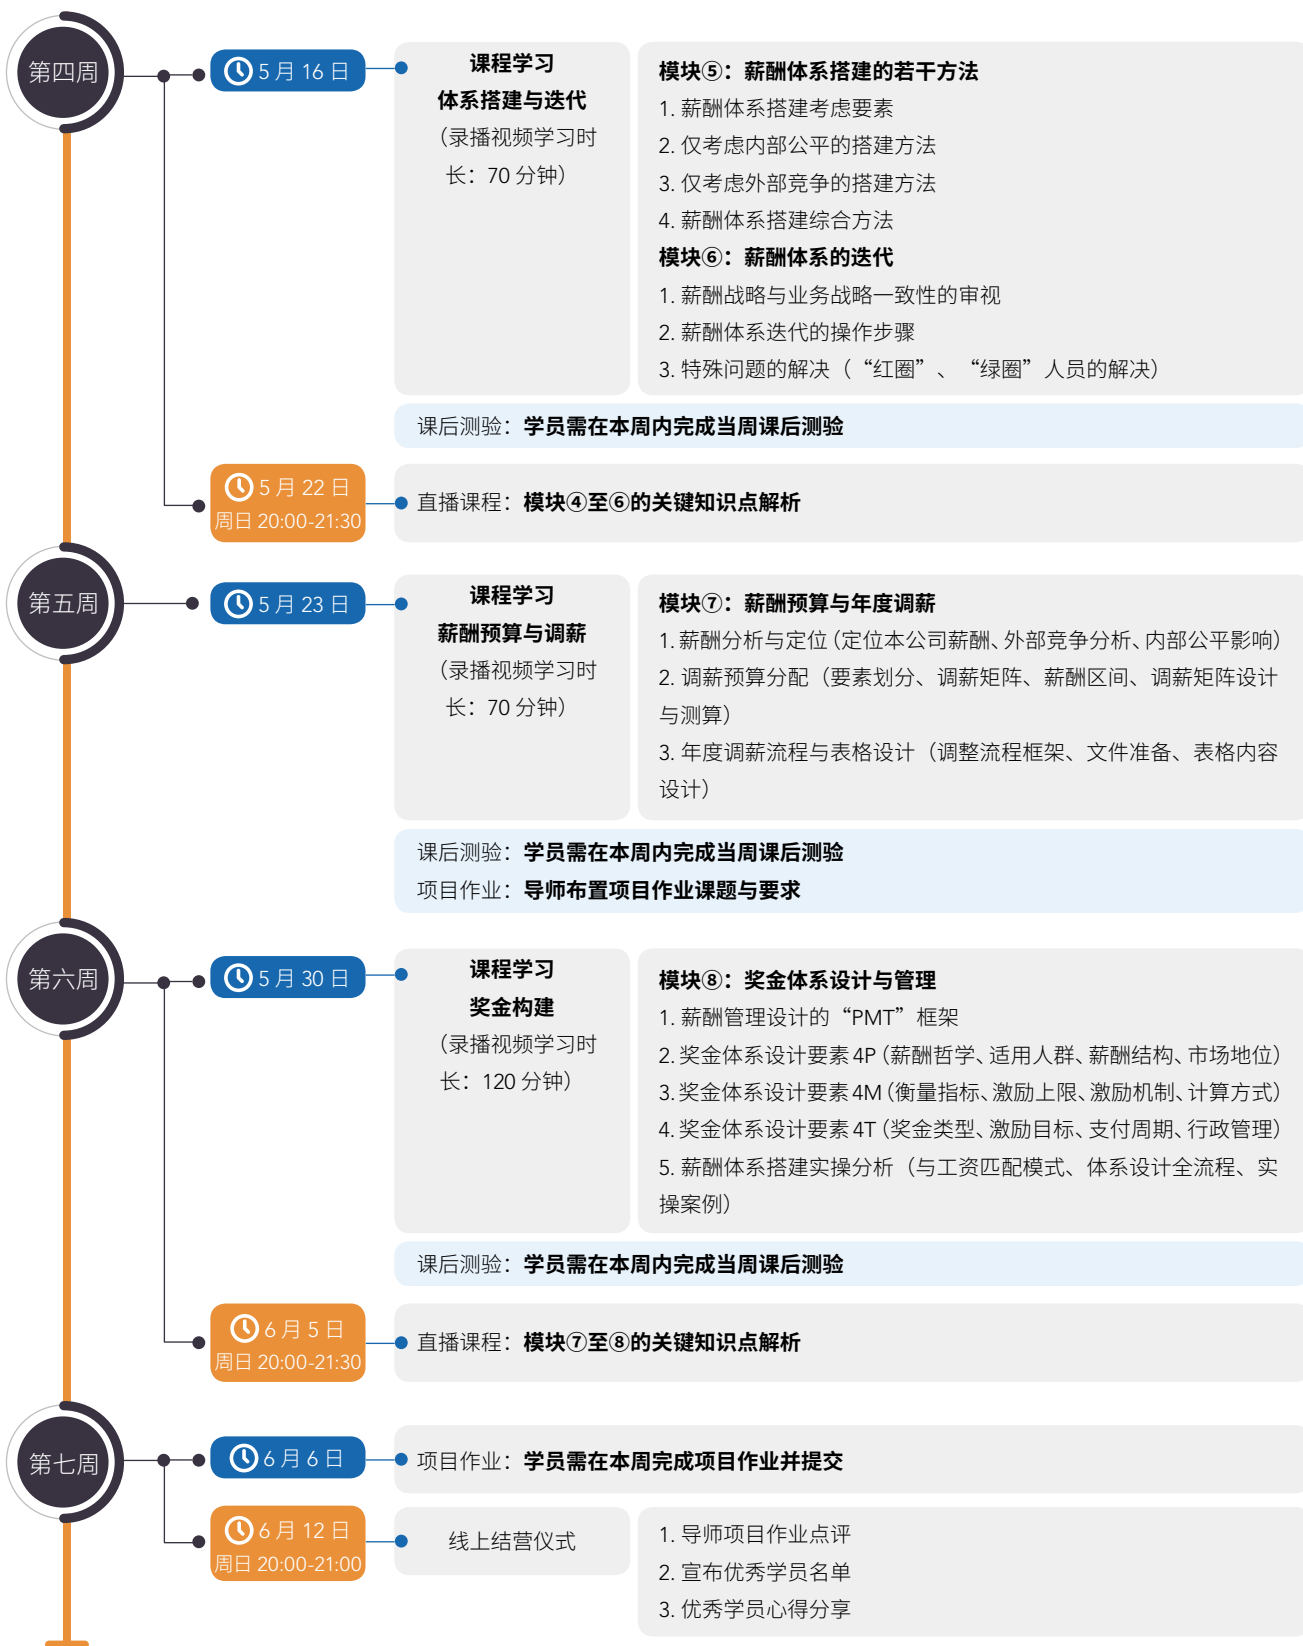 第四周
5 月 16 日
课程学习
体系搭建与迭代
（录播视频学习时
长：70 分钟）
模块⑤：薪酬体系搭建的若干方法
1. 薪酬体系搭建考虑要素
2. 仅考虑内部公平的搭建方法
3. 仅考虑外部竞争的搭建方法
4. 薪酬体系搭建综合方法
模块⑥：薪酬体系的迭代
1. 薪酬战略与业务战略一致性的审视
2. 薪酬体系迭代的操作步骤
3. 特殊问题的解决（“红圈”、“绿圈”人员的解决）
课后测验：学员需在本周内完成当周课后测验
5 月 22 日
周日 20:00-21:30
直播课程：模块④至⑥的关键知识点解析
第五周
5 月 23 日
课程学习
薪酬预算与调薪
（录播视频学习时
长：70 分钟）
模块⑦：薪酬预算与年度调薪
1. 薪酬分析与定位（定位本公司薪酬、外部竞争分析、内部公平影响）
2. 调薪预算分配（要素划分、调薪矩阵、薪酬区间、调薪矩阵设计
与测算）
3. 年度调薪流程与表格设计（调整流程框架、文件准备、表格内容
设计）
课后测验：学员需在本周内完成当周课后测验
项目作业：导师布置项目作业课题与要求
第六周
5 月 30 日
课程学习
奖金构建
（录播视频学习时
长：120 分钟）
模块⑧：奖金体系设计与管理
1. 薪酬管理设计的“PMT”框架
2. 奖金体系设计要素 4P（薪酬哲学、适用人群、薪酬结构、市场地位）
3. 奖金体系设计要素 4M（衡量指标、激励上限、激励机制、计算方式）
4. 奖金体系设计要素 4T（奖金类型、激励目标、支付周期、行政管理）
5. 薪酬体系搭建实操分析（与工资匹配模式、体系设计全流程、实
操案例）
课后测验：学员需在本周内完成当周课后测验
6 月 5 日
周日 20:00-21:30
直播课程：模块⑦至⑧的关键知识点解析
第七周
6 月 6 日
项目作业：学员需在本周完成项目作业并提交
6 月 12 日
周日 20:00-21:00
线上结营仪式
1. 导师项目作业点评
2. 宣布优秀学员名单
3. 优秀学员心得分享